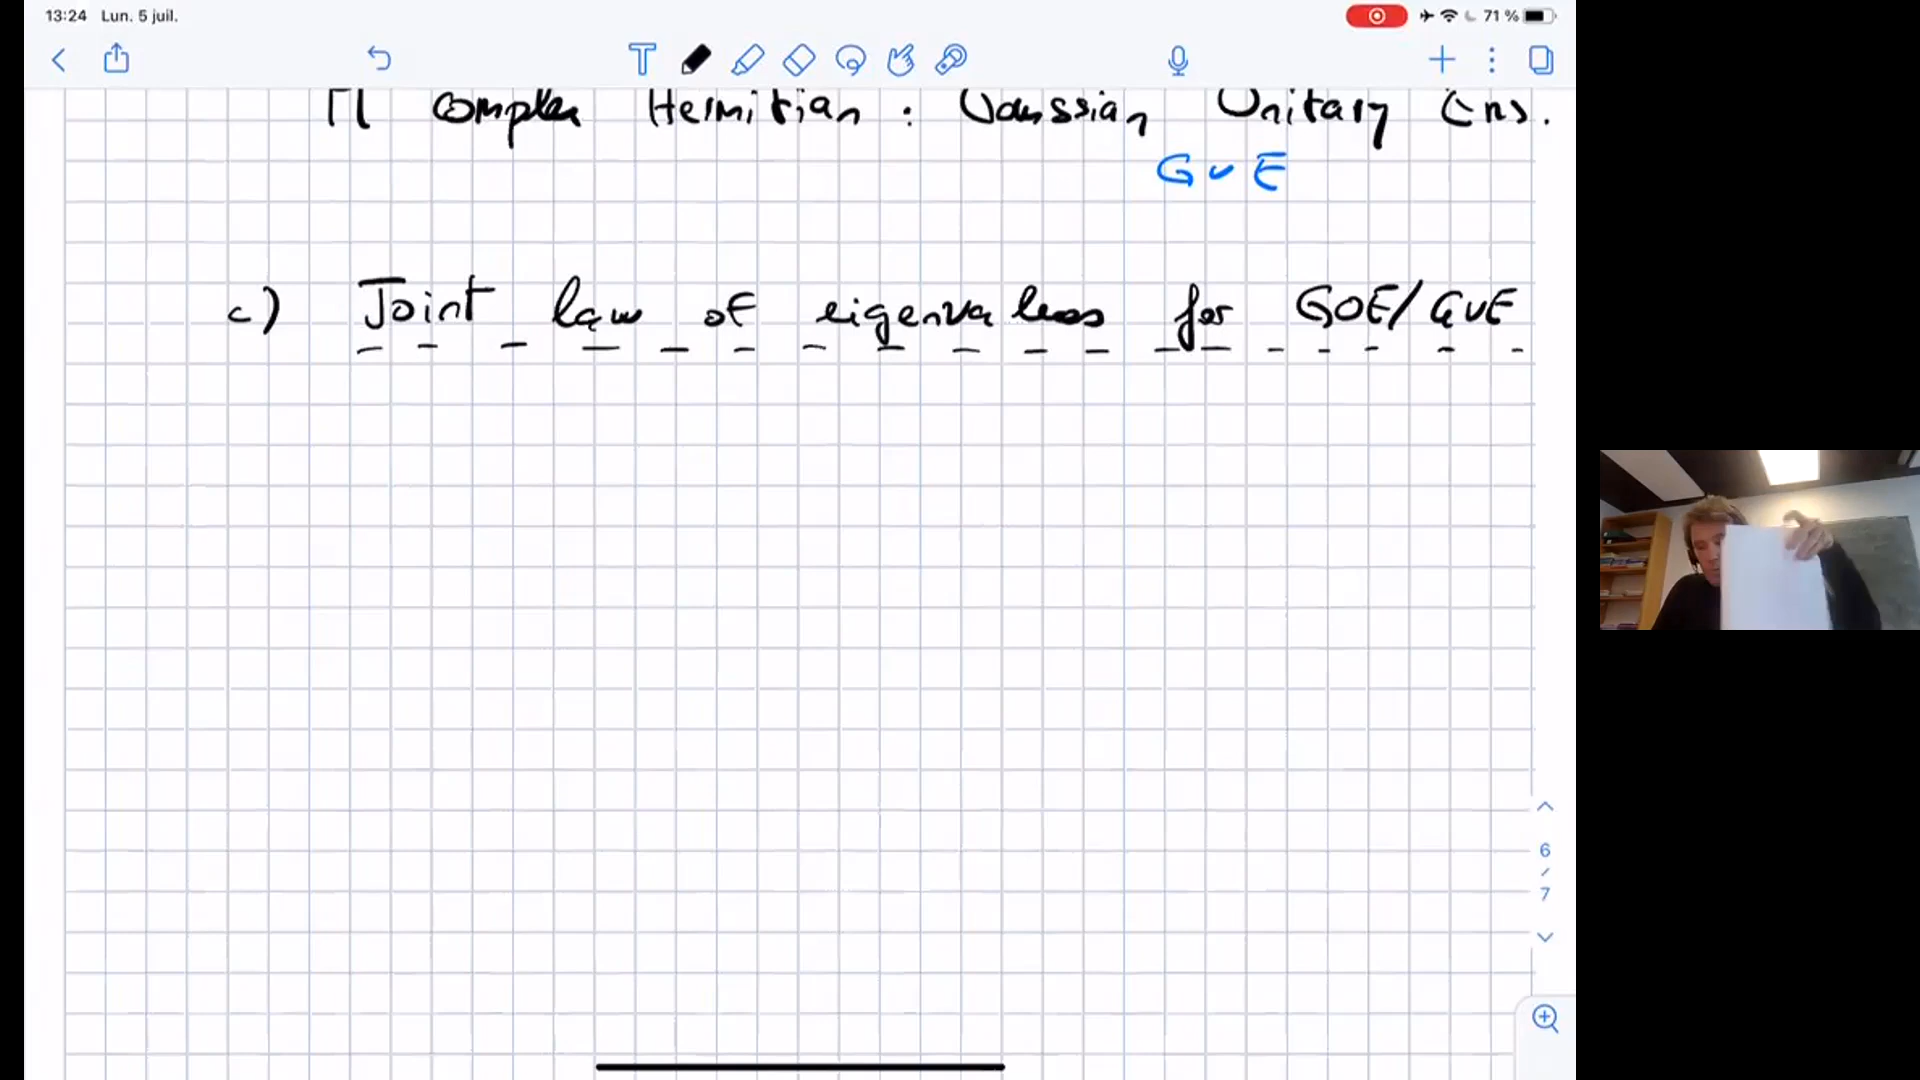 13:24 Lun. 5 juil. 71 %
M complex Hermitian : Gaussian Unitary Ens.
GUE
c) Joint law of eigenvalues for GOE/GUE
6
/
7